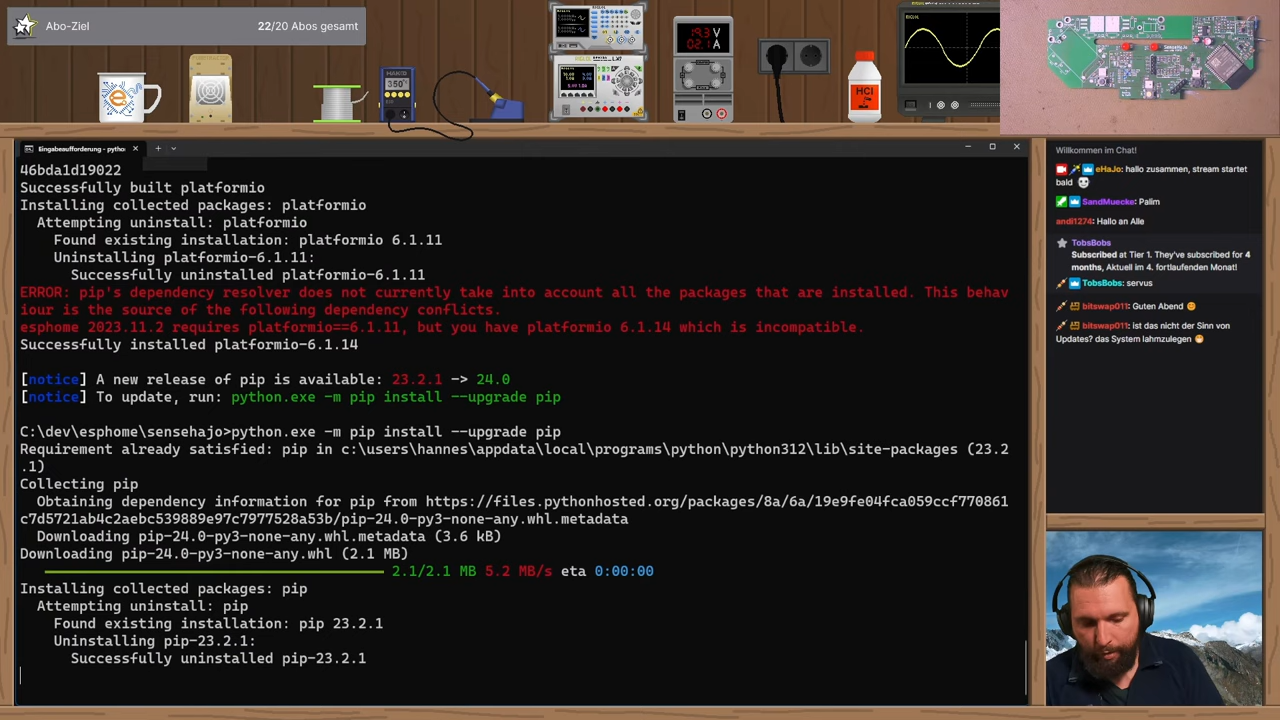 Abo-Ziel
22/20 Abos gesamt
MAKO
350°
19.3 V
02.1 A
HCl
RIGOL
SenseHaJo
Eingabeaufforderung - pytho
46bda1d19022
Successfully built platformio
Installing collected packages: platformio
Attempting uninstall: platformio
Found existing installation: platformio 6.1.11
Uninstalling platformio-6.1.11:
Successfully uninstalled platformio-6.1.11
ERROR: pip's dependency resolver does not currently take into account all the packages that are installed. This behav
iour is the source of the following dependency conflicts.
esphome 2023.11.2 requires platformio==6.1.11, but you have platformio 6.1.14 which is incompatible.
Successfully installed platformio-6.1.14
[notice] A new release of pip is available: 23.2.1 -> 24.0
[notice] To update, run: python.exe -m pip install --upgrade pip
C:\dev\esphome\sensehajo>python.exe -m pip install --upgrade pip
Requirement already satisfied: pip in c:\users\hannes\appdata\local\programs\python\python312\lib\site-packages (23.2
.1)
Collecting pip
Obtaining dependency information for pip from https://files.pythonhosted.org/packages/8a/6a/19e9fe04fca059ccf770861
c7d5721ab4c2aebc539889e97c7977528a53b/pip-24.0-py3-none-any.whl.metadata
Downloading pip-24.0-py3-none-any.whl.metadata (3.6 kB)
Downloading pip-24.0-py3-none-any.whl (2.1 MB)
2.1/2.1 MB 5.2 MB/s eta 0:00:00
Installing collected packages: pip
Attempting uninstall: pip
Found existing installation: pip 23.2.1
Uninstalling pip-23.2.1:
Successfully uninstalled pip-23.2.1
Willkommen im Chat!
eHaJo: hallo zusammen, stream startet
bald
SandMuecke: Palim
andi1274: Hallo an Alle
TobsBobs
Subscribed at Tier 1. They've subscribed for 4
months, Aktuell im 4. fortlaufenden Monat!
TobsBobs: servus
bitswap011: Guten Abend
bitswap011: ist das nicht der Sinn von
Updates? das System lahmzulegen